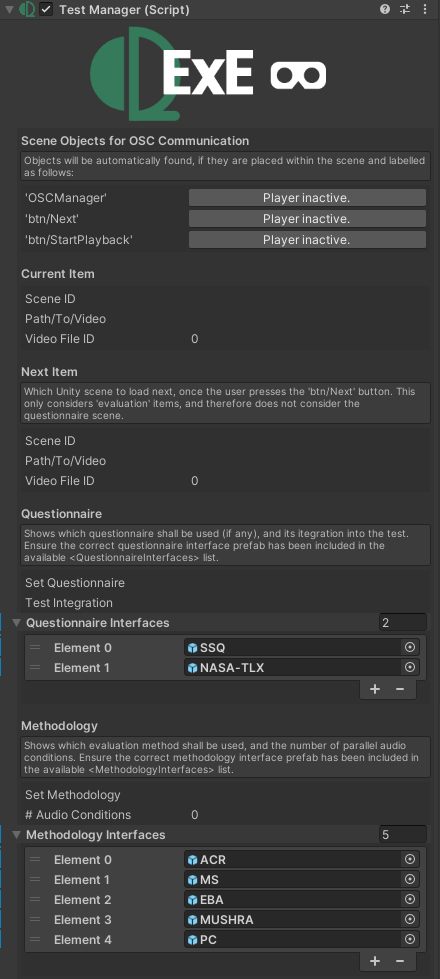 Test Manager (Script)
ExE
Scene Objects for OSC Communication
Objects will be automatically found, if they are placed within the scene and labelled
as follows:
'OSCManager' Player inactive.
'btn/Next' Player inactive.
'btn/StartPlayback' Player inactive.
Current Item
Scene ID
Path/To/Video
Video File ID 0
Next Item
Which Unity scene to load next, once the user presses the 'btn/Next' button. This
only considers 'evaluation' items, and therefore does not consider the
questionnaire scene.
Scene ID
Path/To/Video
Video File ID 0
Questionnaire
Shows which questionnaire shall be used (if any), and its itegration into the test.
Ensure the correct questionnaire interface prefab has been included in the
available <QuestionnaireInterfaces> list.
Set Questionnaire
Test Integration
Questionnaire Interfaces 2
Element 0 SSQ
Element 1 NASA-TLX
+ −
Methodology
Shows which evaluation method shall be used, and the number of parallel audio
conditions. Ensure the correct methodology interface prefab has been included in
the available <MethodologyInterfaces> list.
Set Methodology
# Audio Conditions 0
Methodology Interfaces 5
Element 0 ACR
Element 1 MS
Element 2 EBA
Element 3 MUSHRA
Element 4 PC
+ −